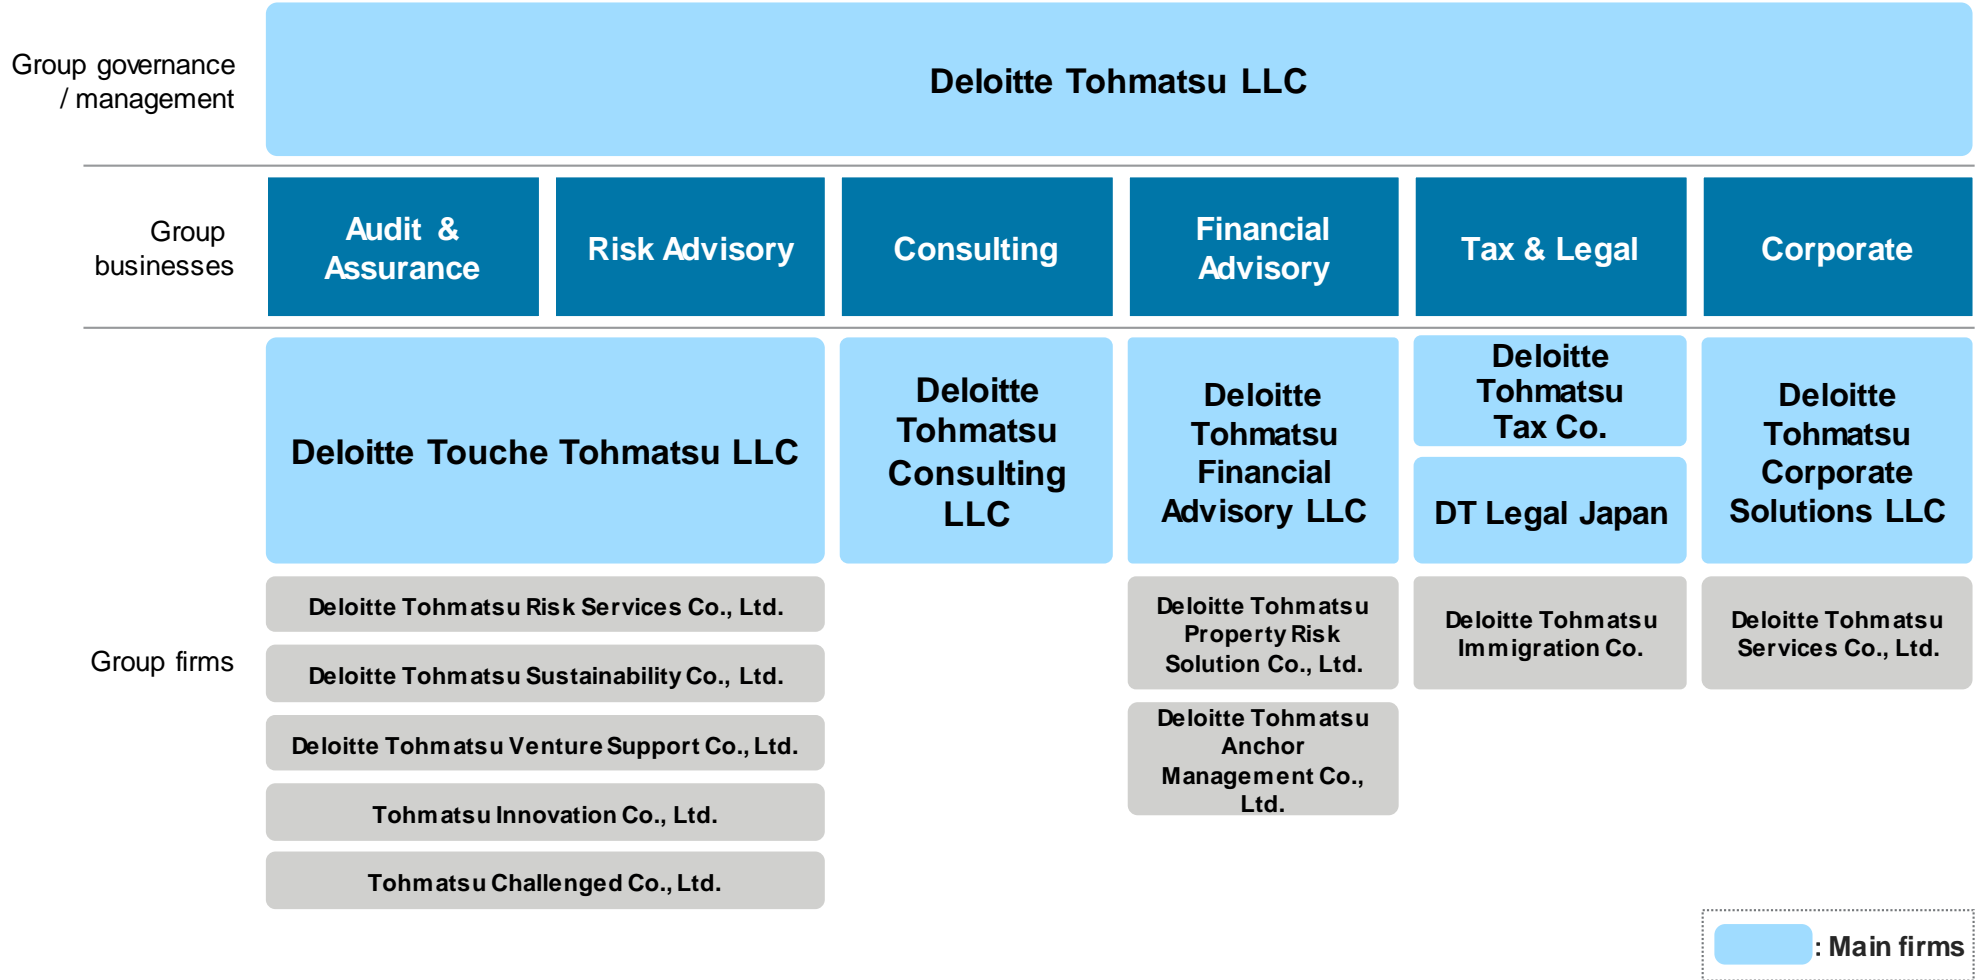 Group governance
/ management
Deloitte Tohmatsu LLC
Group
businesses
Audit &
Assurance
Risk Advisory
Consulting
Financial
Advisory
Tax & Legal
Corporate
Group firms
Deloitte Touche Tohmatsu LLC
Deloitte
Tohmatsu
Consulting
LLC
Deloitte
Tohmatsu
Financial
Advisory LLC
Deloitte
Tohmatsu
Tax Co.
DT Legal Japan
Deloitte
Tohmatsu
Corporate
Solutions LLC
Deloitte Tohmatsu Risk Services Co., Ltd.
Deloitte Tohmatsu Sustainability Co., Ltd.
Deloitte Tohmatsu Venture Support Co., Ltd.
Tohmatsu Innovation Co., Ltd.
Tohmatsu Challenged Co., Ltd.
Deloitte Tohmatsu
Property Risk
Solution Co., Ltd.
Deloitte Tohmatsu
Anchor
Management Co.,
Ltd.
Deloitte Tohmatsu
Immigration Co.
Deloitte Tohmatsu
Services Co., Ltd.
: Main firms